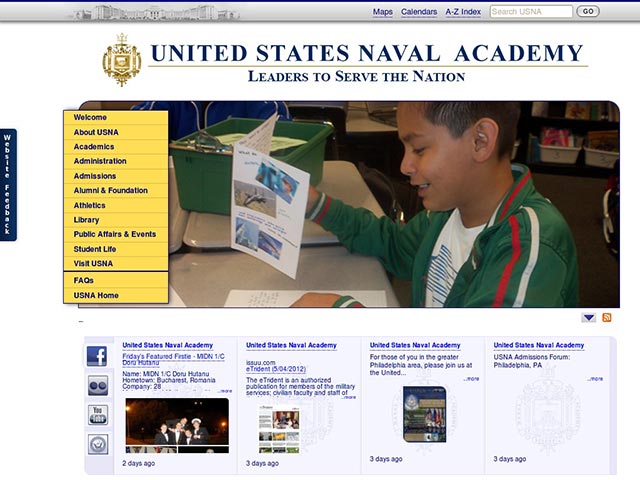 Maps Calendars A-Z Index Search USNA GO
UNITED STATES NAVAL ACADEMY
LEADERS TO SERVE THE NATION
Website Feedback
Welcome
About USNA
Academics
Administration
Admissions
Alumni & Foundation
Athletics
Library
Public Affairs & Events
Student Life
Visit USNA
FAQs
USNA Home
United States Naval Academy
Friday's Featured Firstie - MIDN 1/C
Doru Hutanu
Name: MIDN 1/C Doru Hutanu
Hometown: Bucharest, Romania
Company: 28
...more
2 days ago
United States Naval Academy
issuu.com
eTrident (5/04/2012)
The eTrident is an authorized
publication for members of the military
services; civilian faculty and staff of
...more
3 days ago
United States Naval Academy
For those of you in the greater
Philadelphia area, please join us at
the United...
...more
3 days ago
United States Naval Academy
USNA Admissions Forum:
Philadelphia, PA
...more
3 days ago
You Tube